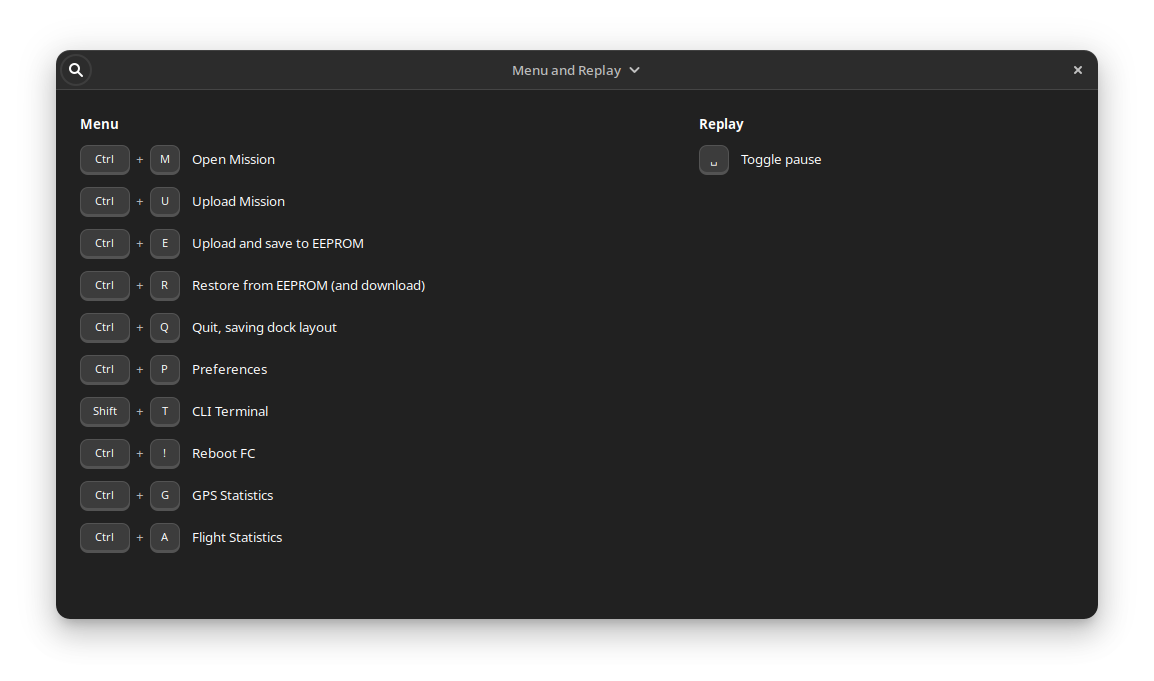 Menu and Replay
Menu
Ctrl + M Open Mission
Ctrl + U Upload Mission
Ctrl + E Upload and save to EEPROM
Ctrl + R Restore from EEPROM (and download)
Ctrl + Q Quit, saving dock layout
Ctrl + P Preferences
Shift + T CLI Terminal
Ctrl + ! Reboot FC
Ctrl + G GPS Statistics
Ctrl + A Flight Statistics
Replay
␣ Toggle pause